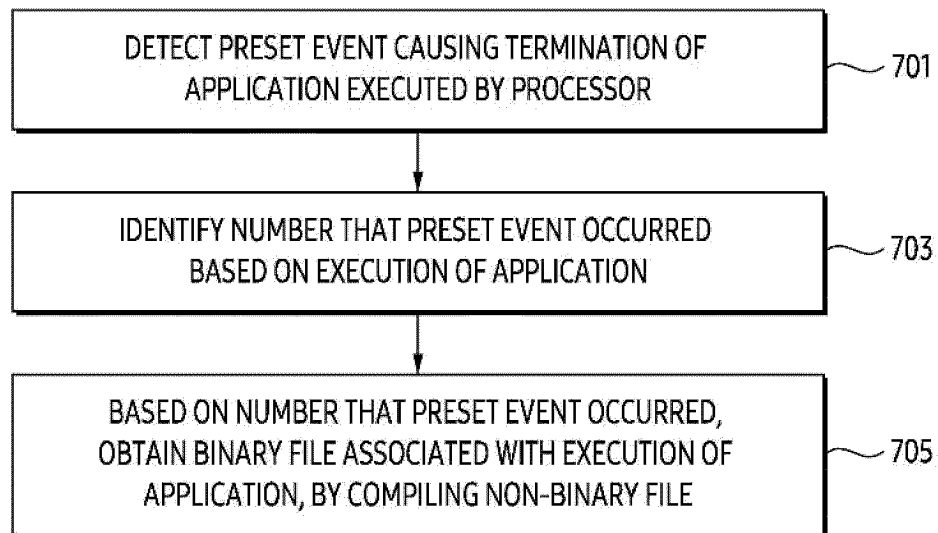 DETECT PRESET EVENT CAUSING TERMINATION OF
APPLICATION EXECUTED BY PROCESSOR
701
IDENTIFY NUMBER THAT PRESET EVENT OCCURRED
BASED ON EXECUTION OF APPLICATION
703
BASED ON NUMBER THAT PRESET EVENT OCCURRED,
OBTAIN BINARY FILE ASSOCIATED WITH EXECUTION OF
APPLICATION, BY COMPILING NON-BINARY FILE
705